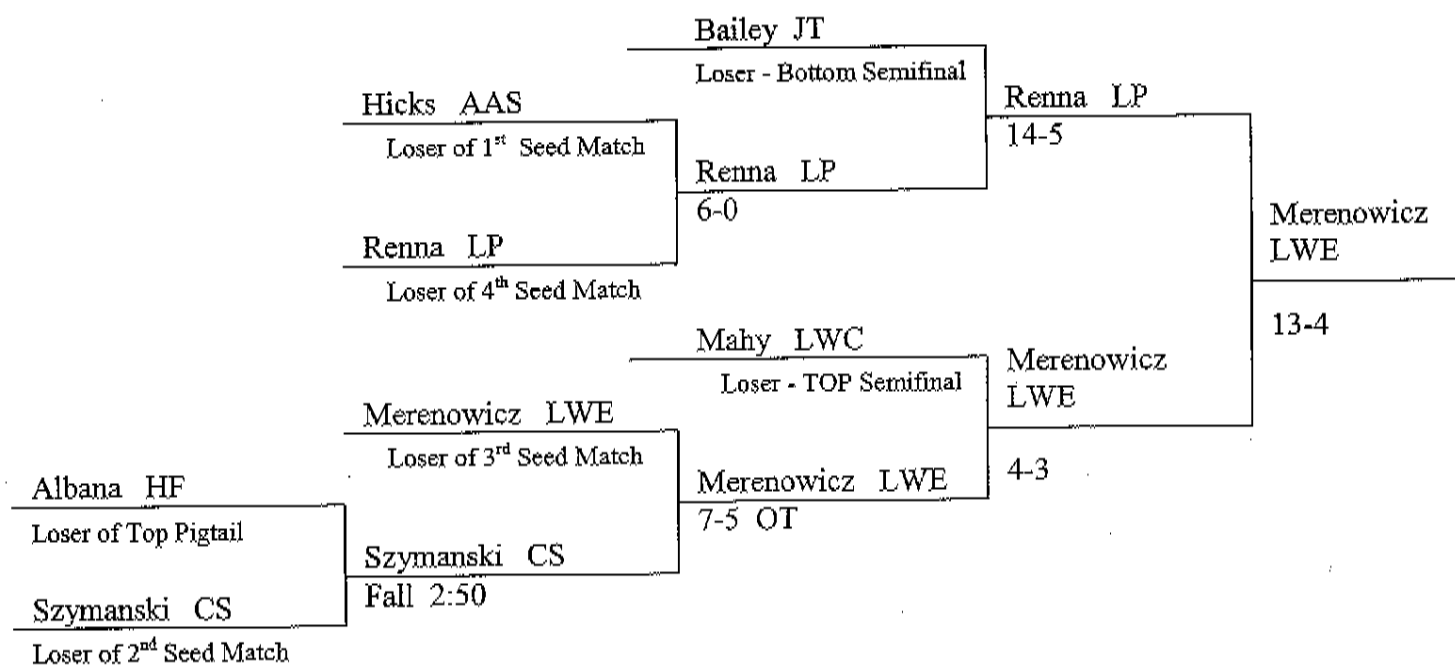 Bailey JT
Loser - Bottom Semifinal
Hicks AAS
Loser of 1st Seed Match
Renna LP
14-5
Renna LP
6-0
Renna LP
Loser of 4th Seed Match
Merenowicz
LWE
13-4
Mahy LWC
Loser - TOP Semifinal
Merenowicz
LWE
4-3
Merenowicz LWE
Loser of 3rd Seed Match
Merenowicz LWE
7-5 OT
Albana HF
Loser of Top Pigtail
Szymanski CS
Fall 2:50
Szymanski CS
Loser of 2nd Seed Match